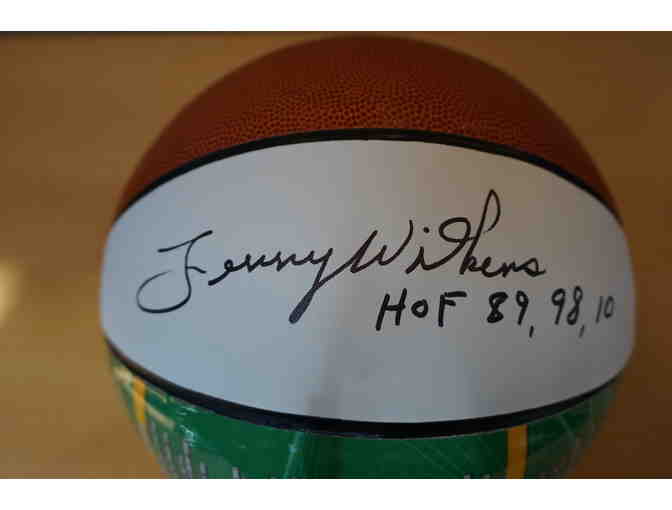 Lenny Wilkens
HOF 89, 98, 10